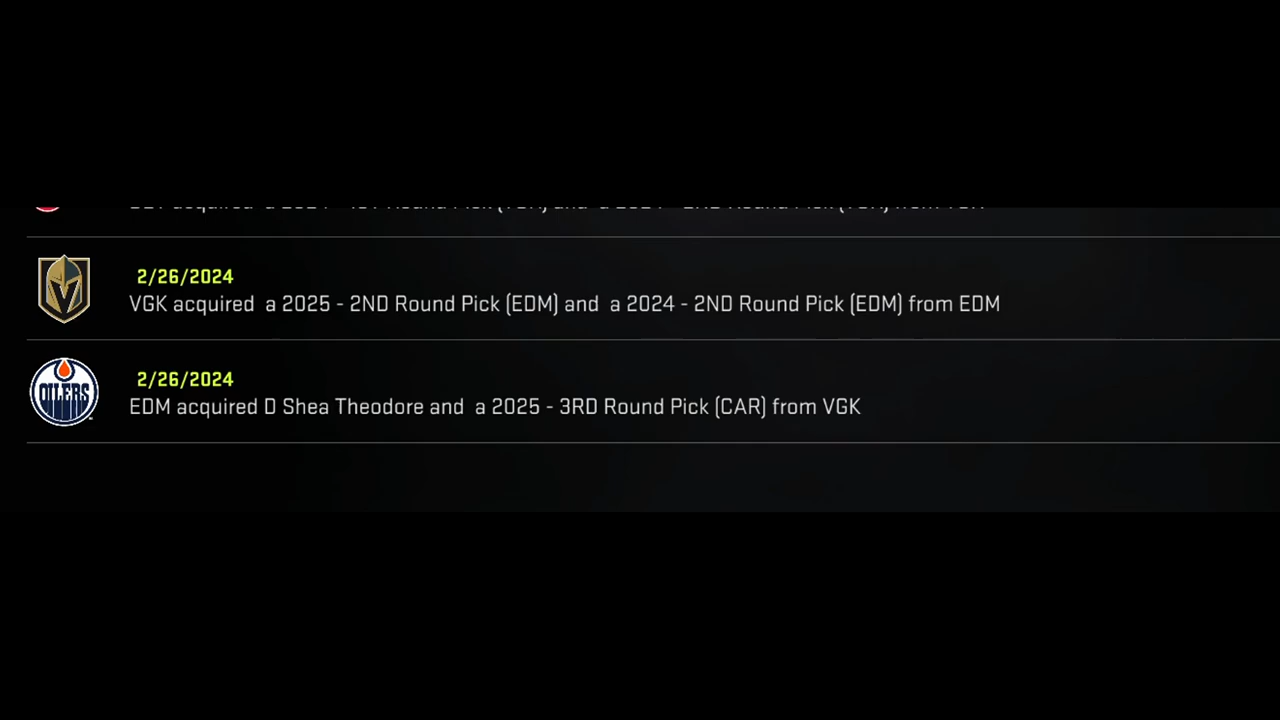 2/26/2024
VGK acquired a 2025 - 2ND Round Pick (EDM) and a 2024 - 2ND Round Pick (EDM) from EDM
OILERS
2/26/2024
EDM acquired D Shea Theodore and a 2025 - 3RD Round Pick (CAR) from VGK